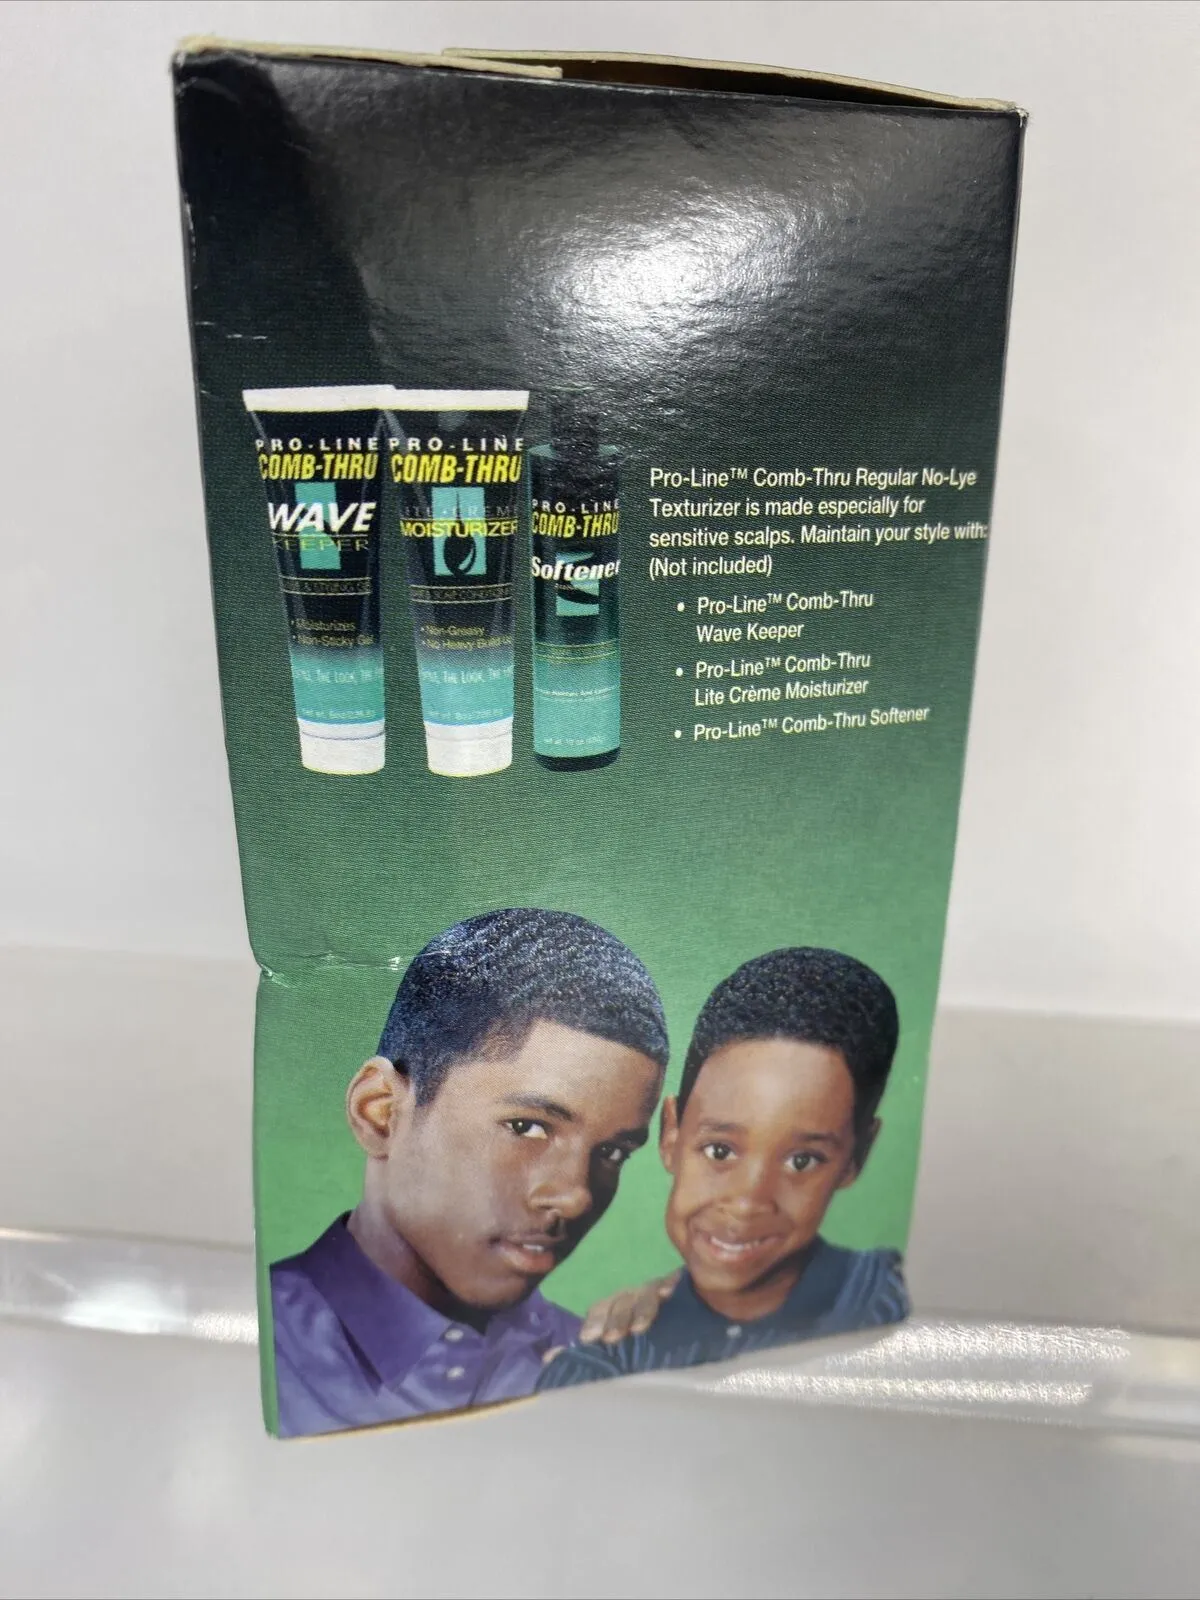 PRO-LINE
COMB-THRU
WAVE
KEEPER
• Moisturizes
• Non-Sticky Gel
PRO-LINE
COMB-THRU
LITE CREME
MOISTURIZER
• Non-Greasy
• No Heavy Build-Up
PRO-LINE
COMB-THRU
Softener
Pro-Line™ Comb-Thru Regular No-Lye
Texturizer is made especially for
sensitive scalps. Maintain your style with:
(Not included)
• Pro-Line™ Comb-Thru
Wave Keeper
• Pro-Line™ Comb-Thru
Lite Crème Moisturizer
• Pro-Line™ Comb-Thru Softener